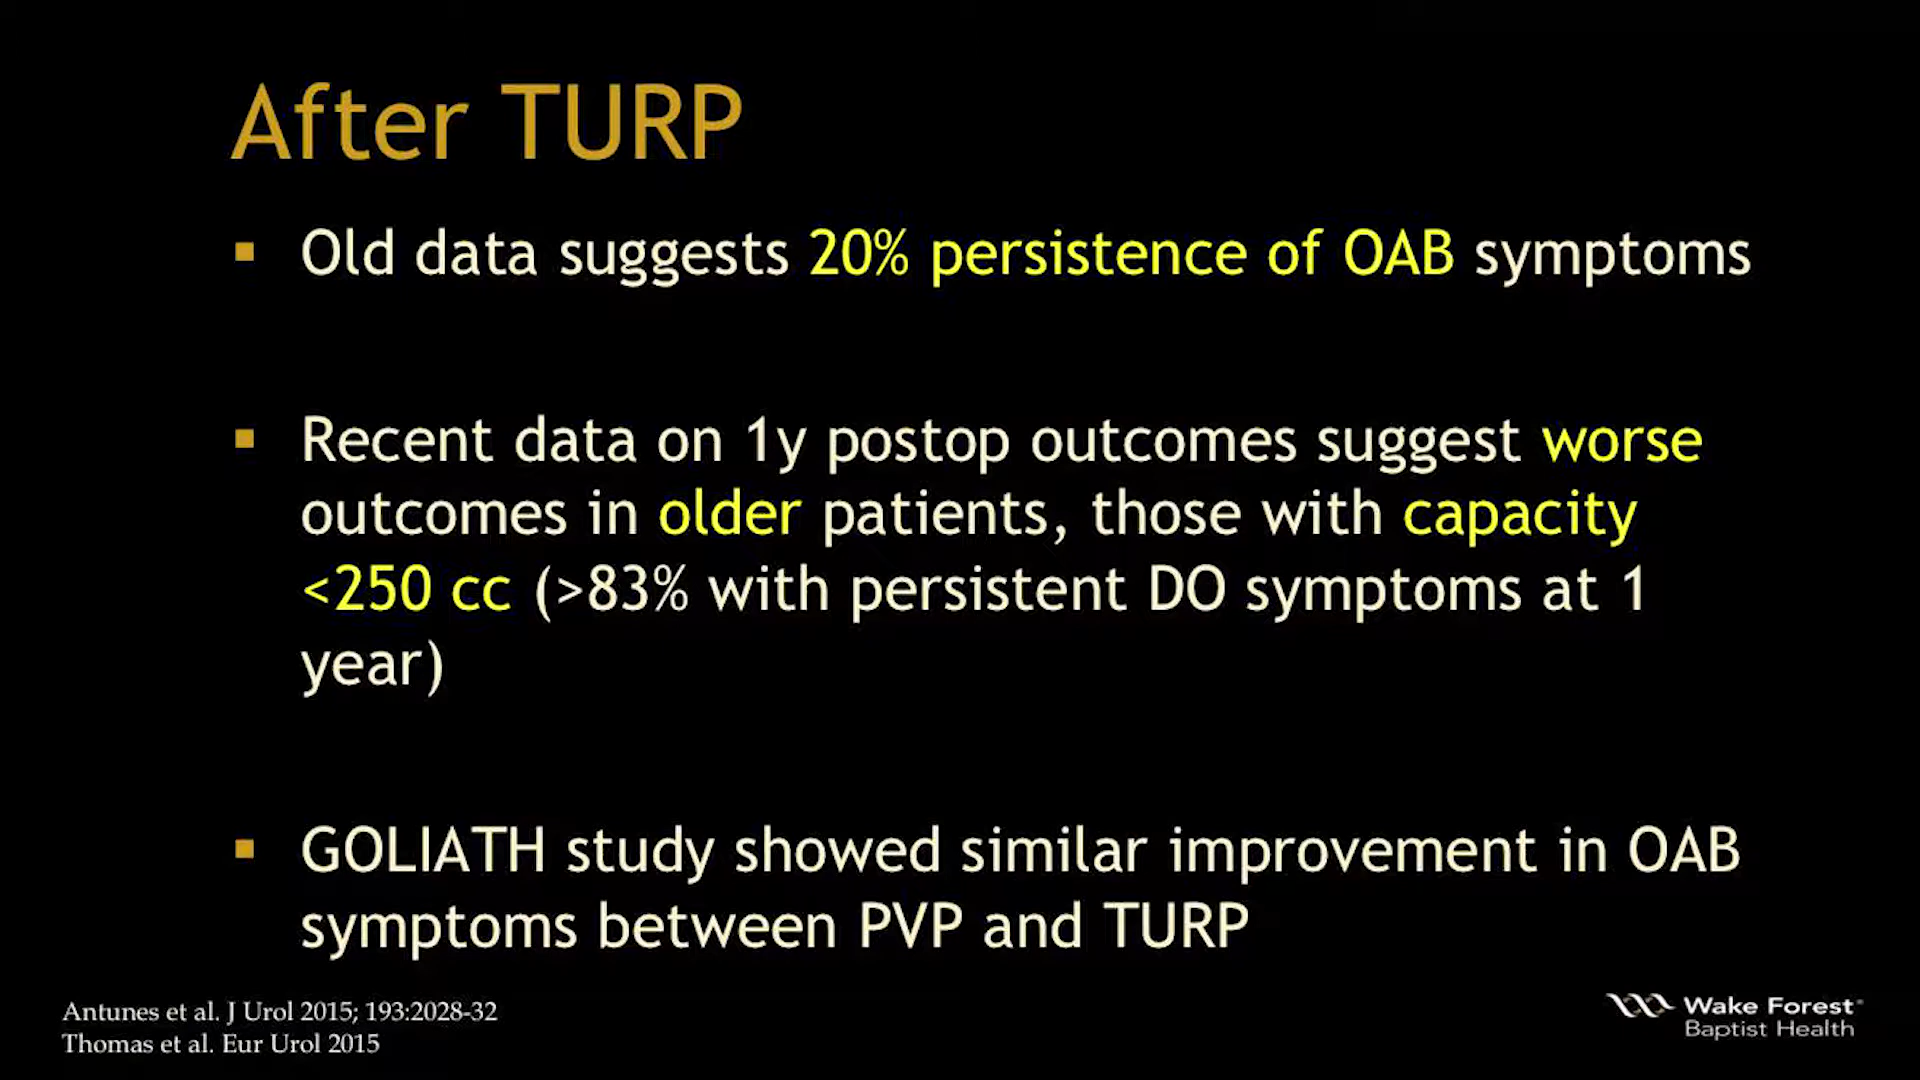 After TURP
Old data suggests 20% persistence of OAB symptoms
Recent data on 1y postop outcomes suggest worse
outcomes in older patients, those with capacity
<250 cc (>83% with persistent DO symptoms at 1
year)
GOLIATH study showed similar improvement in OAB
symptoms between PVP and TURP
Antunes et al. J Urol 2015; 193:2028-32
Thomas et al. Eur Urol 2015
Wake Forest®
Baptist Health